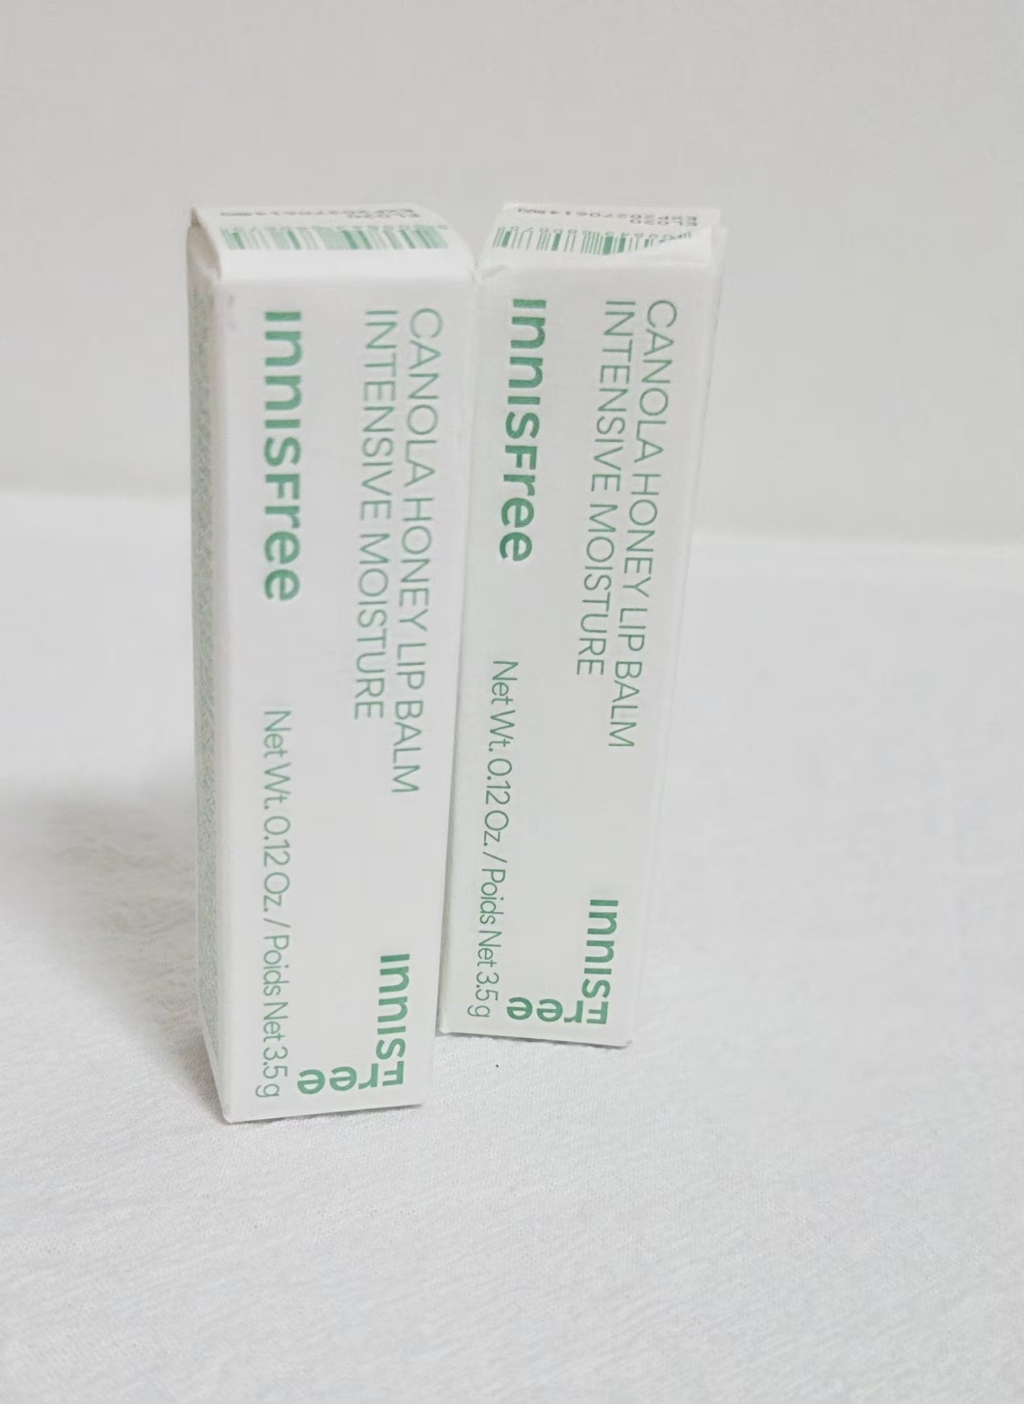 INNISFree
CANOLA HONEY LIP BALM
INTENSIVE MOISTURE
Net Wt. 0.12 Oz. / Poids Net 3.5 g
INNISFree
INNISFree
CANOLA HONEY LIP BALM
INTENSIVE MOISTURE
Net Wt. 0.12 Oz. / Poids Net 3.5 g
INNISFree